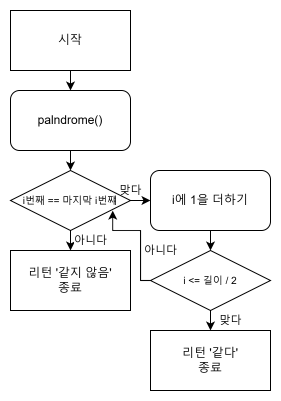 시작
palndrome()
i번째 == 마지막 i번째
맞다
i에 1을 더하기
아니다
아니다
리턴 '같지 않음'
종료
i <= 길이 / 2
맞다
리턴 '같다'
종료